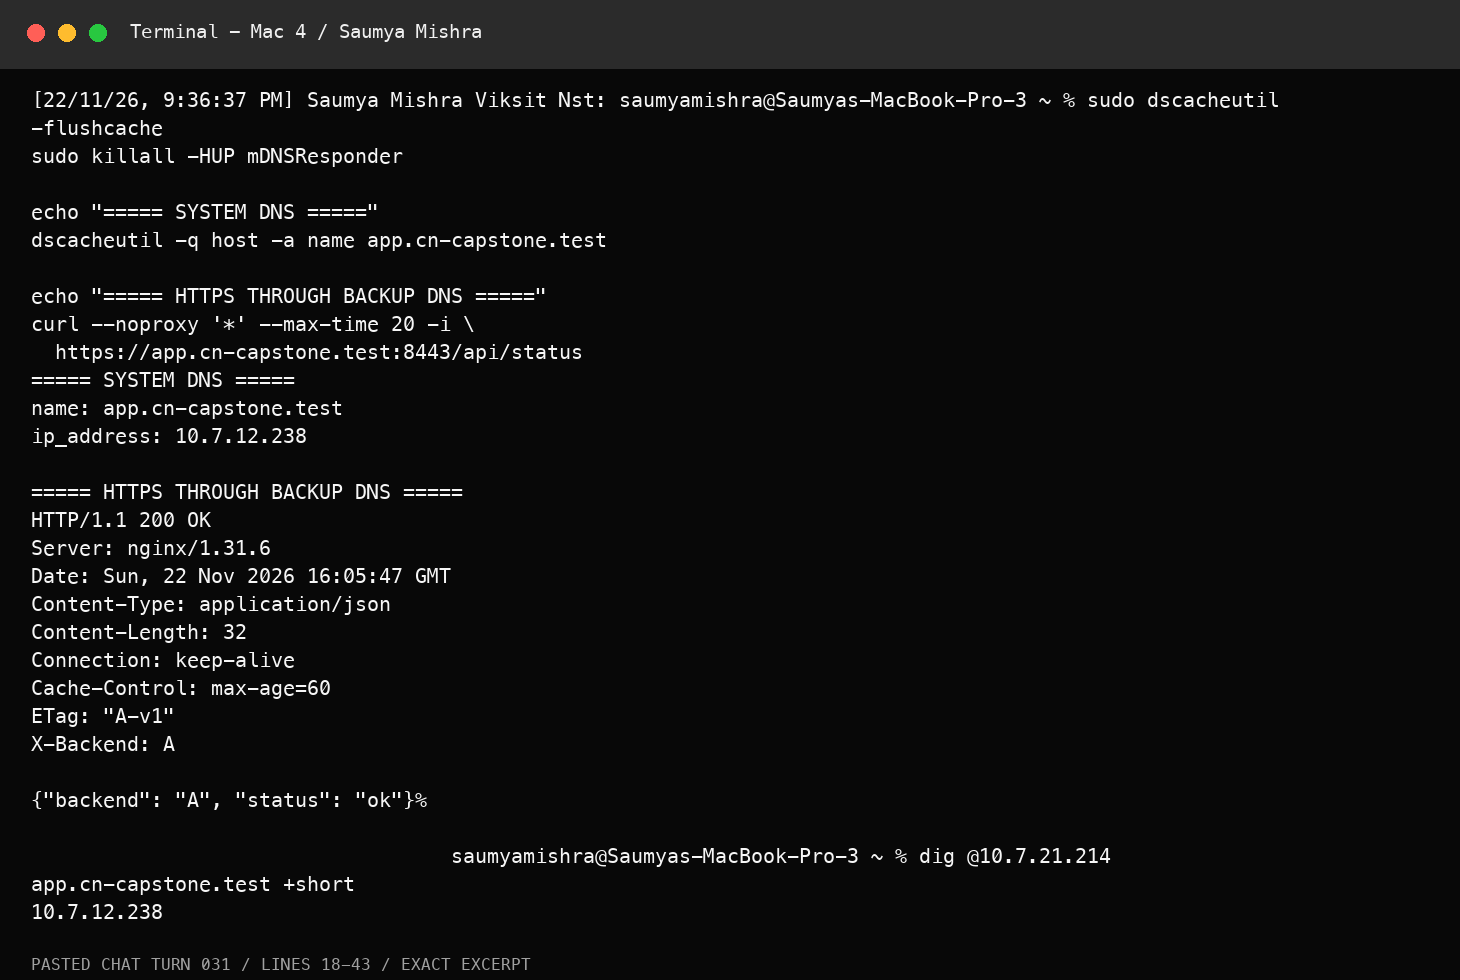 Terminal — Mac 4 / Saumya Mishra
[22/11/26, 9:36:37 PM] Saumya Mishra Viksit Nst: saumyamishra@Saumyas-MacBook-Pro-3 ~ % sudo dscacheutil
-flushcache
sudo killall -HUP mDNSResponder
echo "===== SYSTEM DNS ====="
dscacheutil -q host -a name app.cn-capstone.test
echo "===== HTTPS THROUGH BACKUP DNS ====="
curl --noproxy '*' --max-time 20 -i \
  https://app.cn-capstone.test:8443/api/status
===== SYSTEM DNS =====
name: app.cn-capstone.test
ip_address: 10.7.12.238
===== HTTPS THROUGH BACKUP DNS =====
HTTP/1.1 200 OK
Server: nginx/1.31.6
Date: Sun, 22 Nov 2026 16:05:47 GMT
Content-Type: application/json
Content-Length: 32
Connection: keep-alive
Cache-Control: max-age=60
ETag: "A-v1"
X-Backend: A
{"backend": "A", "status": "ok"}%
saumyamishra@Saumyas-MacBook-Pro-3 ~ % dig @10.7.21.214
app.cn-capstone.test +short
10.7.12.238
PASTED CHAT TURN 031 / LINES 18–43 / EXACT EXCERPT